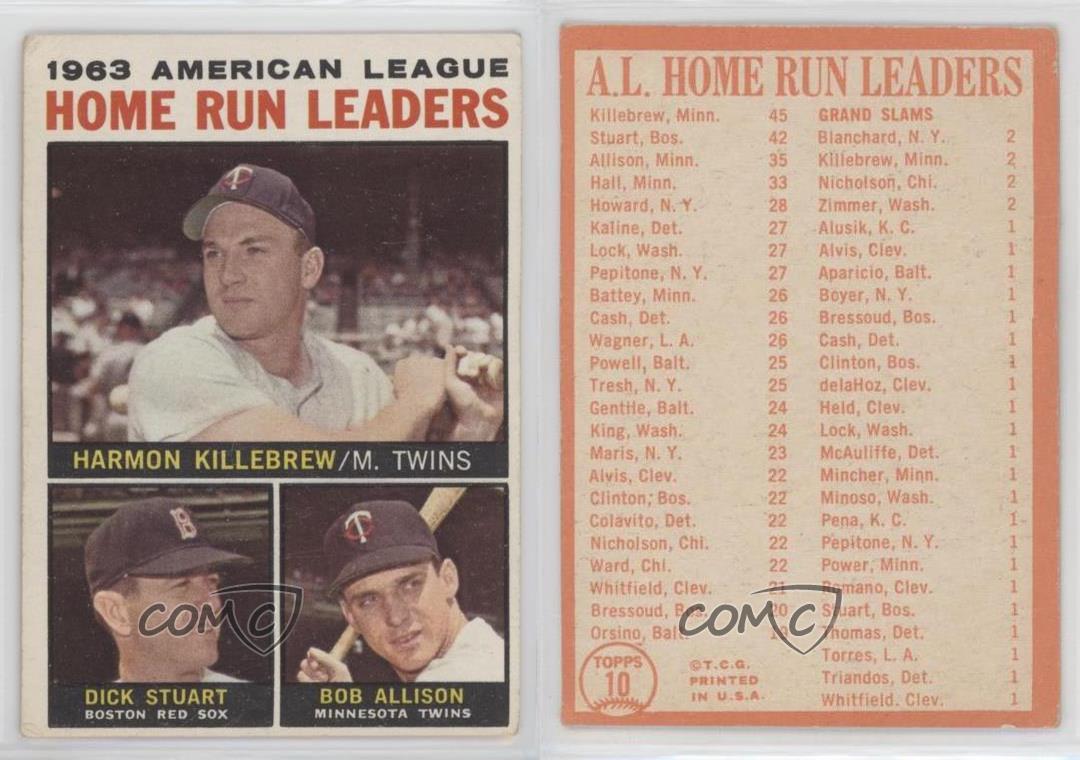 1963 AMERICAN LEAGUE
HOME RUN LEADERS
HARMON KILLEBREW/M. TWINS
DICK STUART
BOSTON RED SOX
BOB ALLISON
MINNESOTA TWINS
COMC
A.L. HOME RUN LEADERS
Killebrew, Minn. 45
Stuart, Bos. 42
Allison, Minn. 35
Hall, Minn. 33
Howard, N.Y. 28
Kaline, Det. 27
Lock, Wash. 27
Pepitone, N.Y. 27
Battey, Minn. 26
Cash, Det. 26
Wagner, L.A. 26
Powell, Balt. 25
Tresh, N.Y. 25
Gentile, Balt. 24
King, Wash. 24
Maris, N.Y. 23
Alvis, Clev. 22
Clinton, Bos. 22
Colavito, Det. 22
Nicholson, Chi. 22
Ward, Chi. 22
Whitfield, Clev. 21
Bressoud, Bos. 20
Orsino, Balt. 19
GRAND SLAMS
Blanchard, N.Y. 2
Killebrew, Minn. 2
Nicholson, Chi. 2
Zimmer, Wash. 2
Alusik, K.C. 1
Alvis, Clev. 1
Aparicio, Balt. 1
Boyer, N.Y. 1
Bressoud, Bos. 1
Cash, Det. 1
Clinton, Bos. 1
delaHoz, Clev. 1
Held, Clev. 1
Lock, Wash. 1
McAuliffe, Det. 1
Mincher, Minn. 1
Minoso, Wash. 1
Pena, K.C. 1
Pepitone, N.Y. 1
Power, Minn. 1
Romano, Clev. 1
Stuart, Bos. 1
Thomas, Det. 1
Torres, L.A. 1
Triandos, Det. 1
Whitfield. Clev. 1
COMC
TOPPS
10
©T.C.G.
PRINTED
IN U.S.A.